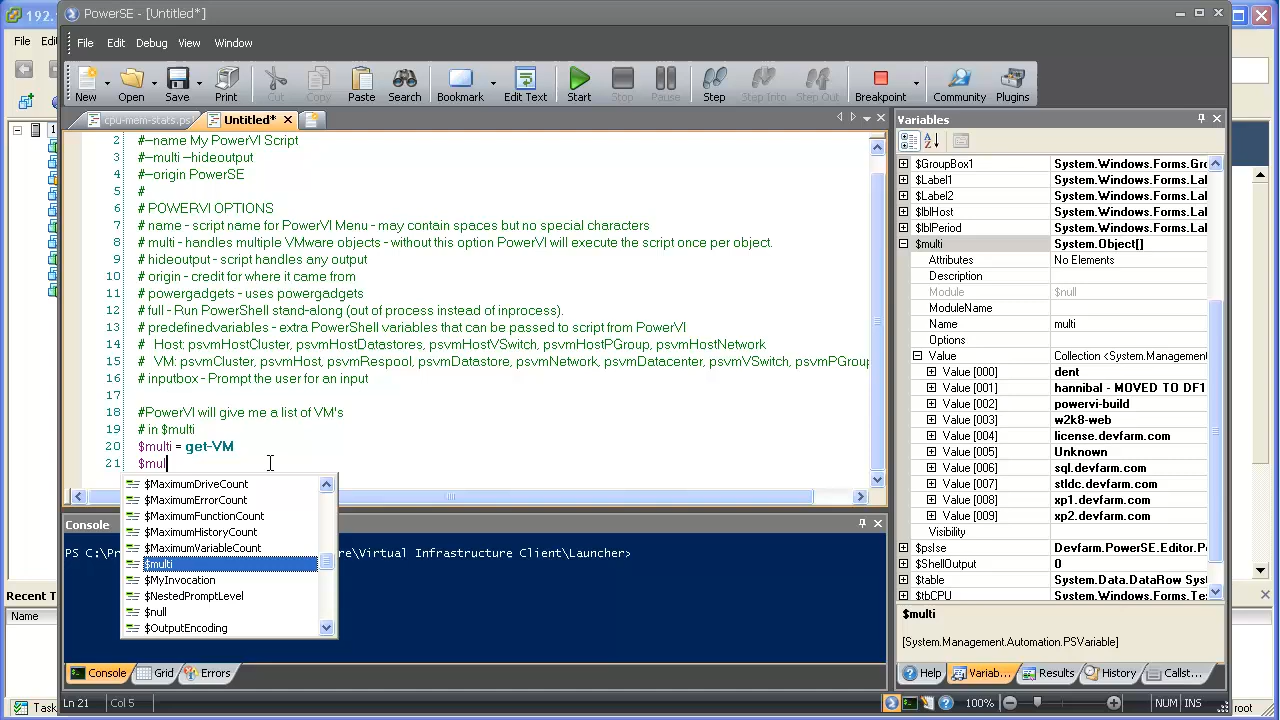 192.
PowerSE - [Untitled*]
File
File Edit Debug View Window
New Open Save Print Cut Copy Paste Search Bookmark Edit Text Start Stop Pause Step Step Into Step Out Breakpoint Community Plugins
cpu-mem-stats.ps Untitled*
2 #--name My PowerVI Script
3 #--multi --hideoutput
4 #--origin PowerSE
5 #
6 # POWERVI OPTIONS
7 # name - script name for PowerVI Menu - may contain spaces but no special characters
8 # multi - handles multiple VMware objects - without this option PowerVI will execute the script once per object.
9 # hideoutput - script handles any output
10 # origin - credit for where it came from
11 # powergadgets - uses powergadgets
12 # full - Run PowerShell stand-along (out of process instead of inprocess).
13 # predefinedvariables - extra PowerShell variables that can be passed to script from PowerVI
14 # Host: psvmHostCluster, psvmHostDatastores, psvmHostVSwitch, psvmHostPGroup, psvmHostNetwork
15 # VM: psvmCluster, psvmHost, psvmRespool, psvmDatastore, psvmNetwork, psvmDatacenter, psvmVSwitch, psvmPGroup
16 # inputbox - Prompt the user for an input
17
18 #PowerVI will give me a list of VM's
19 # in $multi
20 $multi = get-VM
21 $mul
$MaximumDriveCount
$MaximumErrorCount
$MaximumFunctionCount
$MaximumHistoryCount
$MaximumVariableCount
$multi
$MyInvocation
$NestedPromptLevel
$null
$OutputEncoding
Console
PS C:\Pr
re\Virtual Infrastructure Client\Launcher>
Console Grid Errors
Variables
$GroupBox1 System.Windows.Forms.Gro
$Label1 System.Windows.Forms.Lal
$Label2 System.Windows.Forms.Lal
$lblHost System.Windows.Forms.Lal
$lblPeriod System.Windows.Forms.Lal
$multi System.Object[]
Attributes No Elements
Description
Module $null
ModuleName
Name multi
Options
Value Collection <System.Manageme
Value [000] dent
Value [001] hannibal - MOVED TO DF1
Value [002] powervi-build
Value [003] w2k8-web
Value [004] license.devfarm.com
Value [005] Unknown
Value [006] sql.devfarm.com
Value [007] stldc.devfarm.com
Value [008] xp1.devfarm.com
Value [009] xp2.devfarm.com
Visibility
$psIse Devfarm.PowerSE.Editor.P
$ShellOutput 0
$table System.Data.DataRow Sys
$tbCPU System.Windows.Forms.Te
$multi
[System.Management.Automation.PSVariable]
Help Variab... Results History Callst...
Ln 21 Col 5 100% NUM INS
Recent T
Name
Task
root